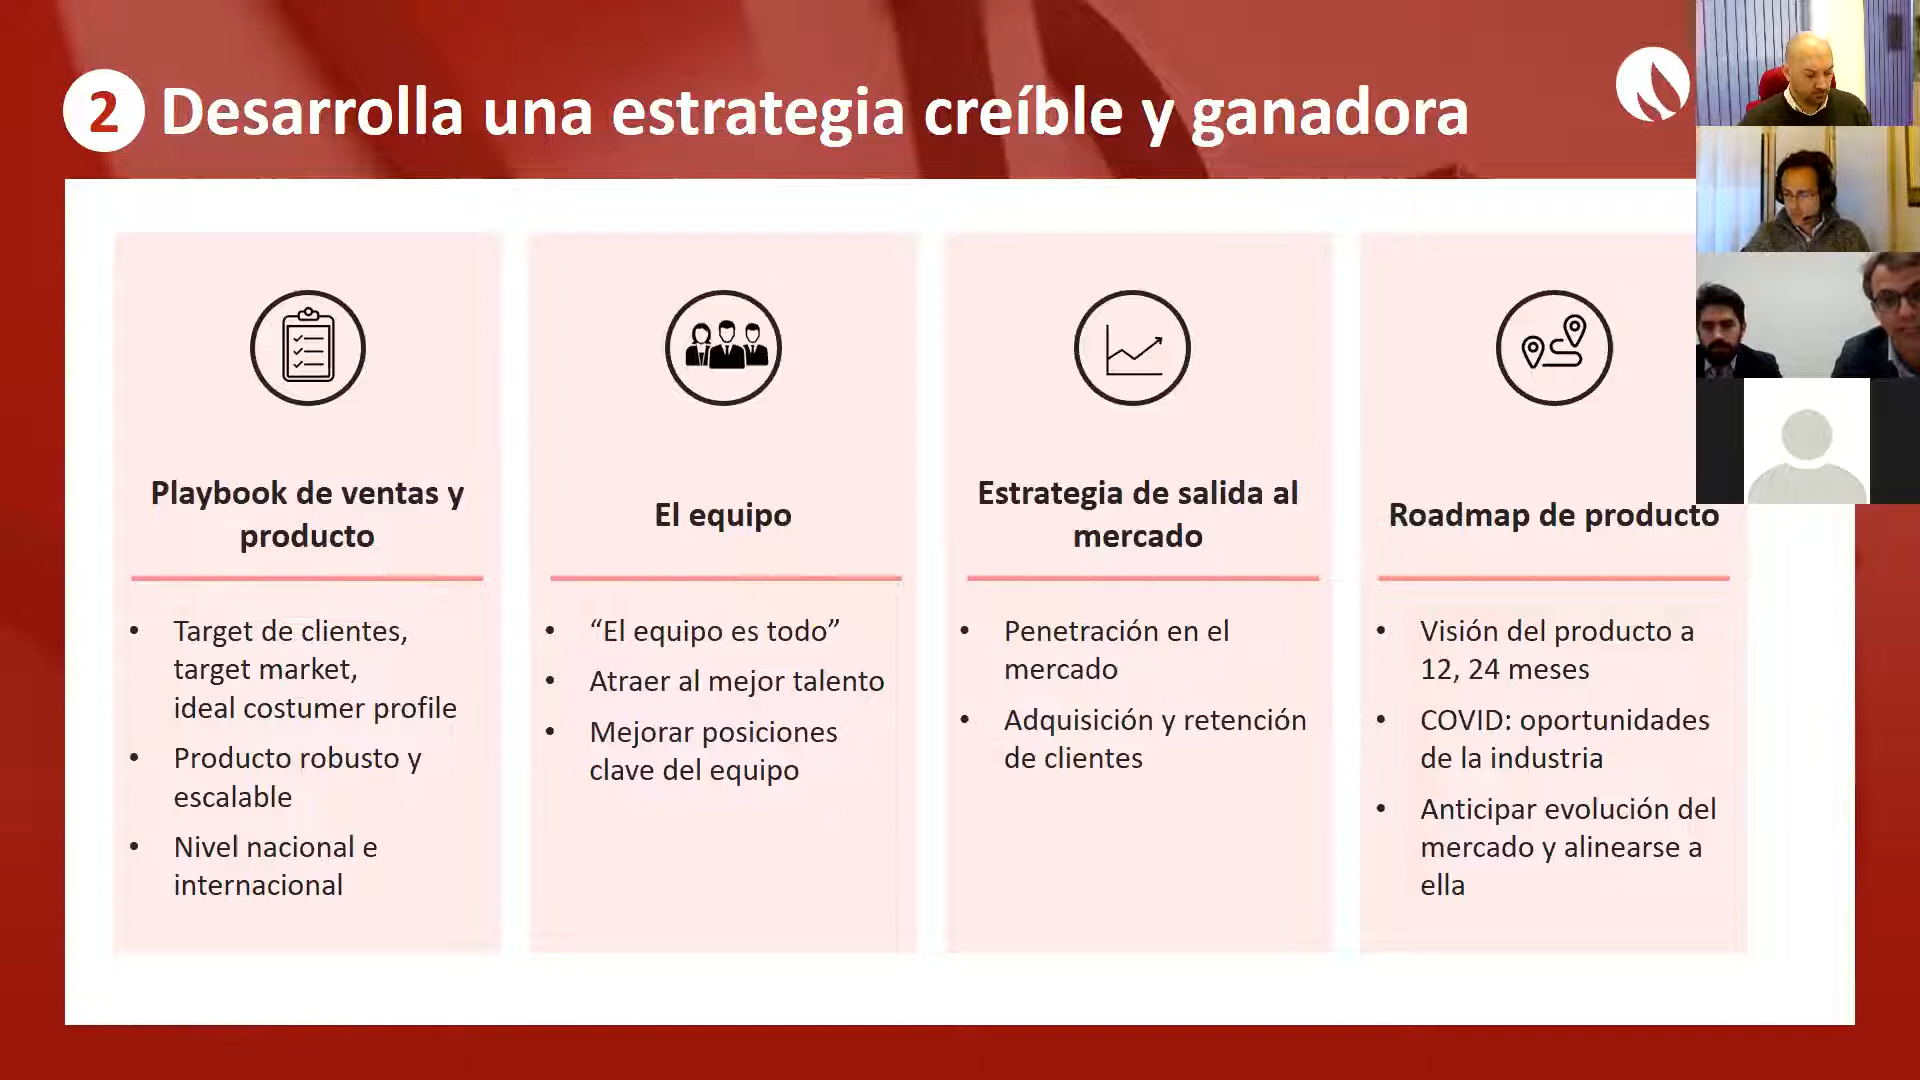 2 Desarrolla una estrategia creíble y ganadora
Playbook de ventas y
producto
• Target de clientes,
target market,
ideal costumer profile
• Producto robusto y
escalable
• Nivel nacional e
internacional
El equipo
• “El equipo es todo”
• Atraer al mejor talento
• Mejorar posiciones
clave del equipo
Estrategia de salida al
mercado
• Penetración en el
mercado
• Adquisición y retención
de clientes
Roadmap de producto
• Visión del producto a
12, 24 meses
• COVID: oportunidades
de la industria
• Anticipar evolución del
mercado y alinearse a
ella